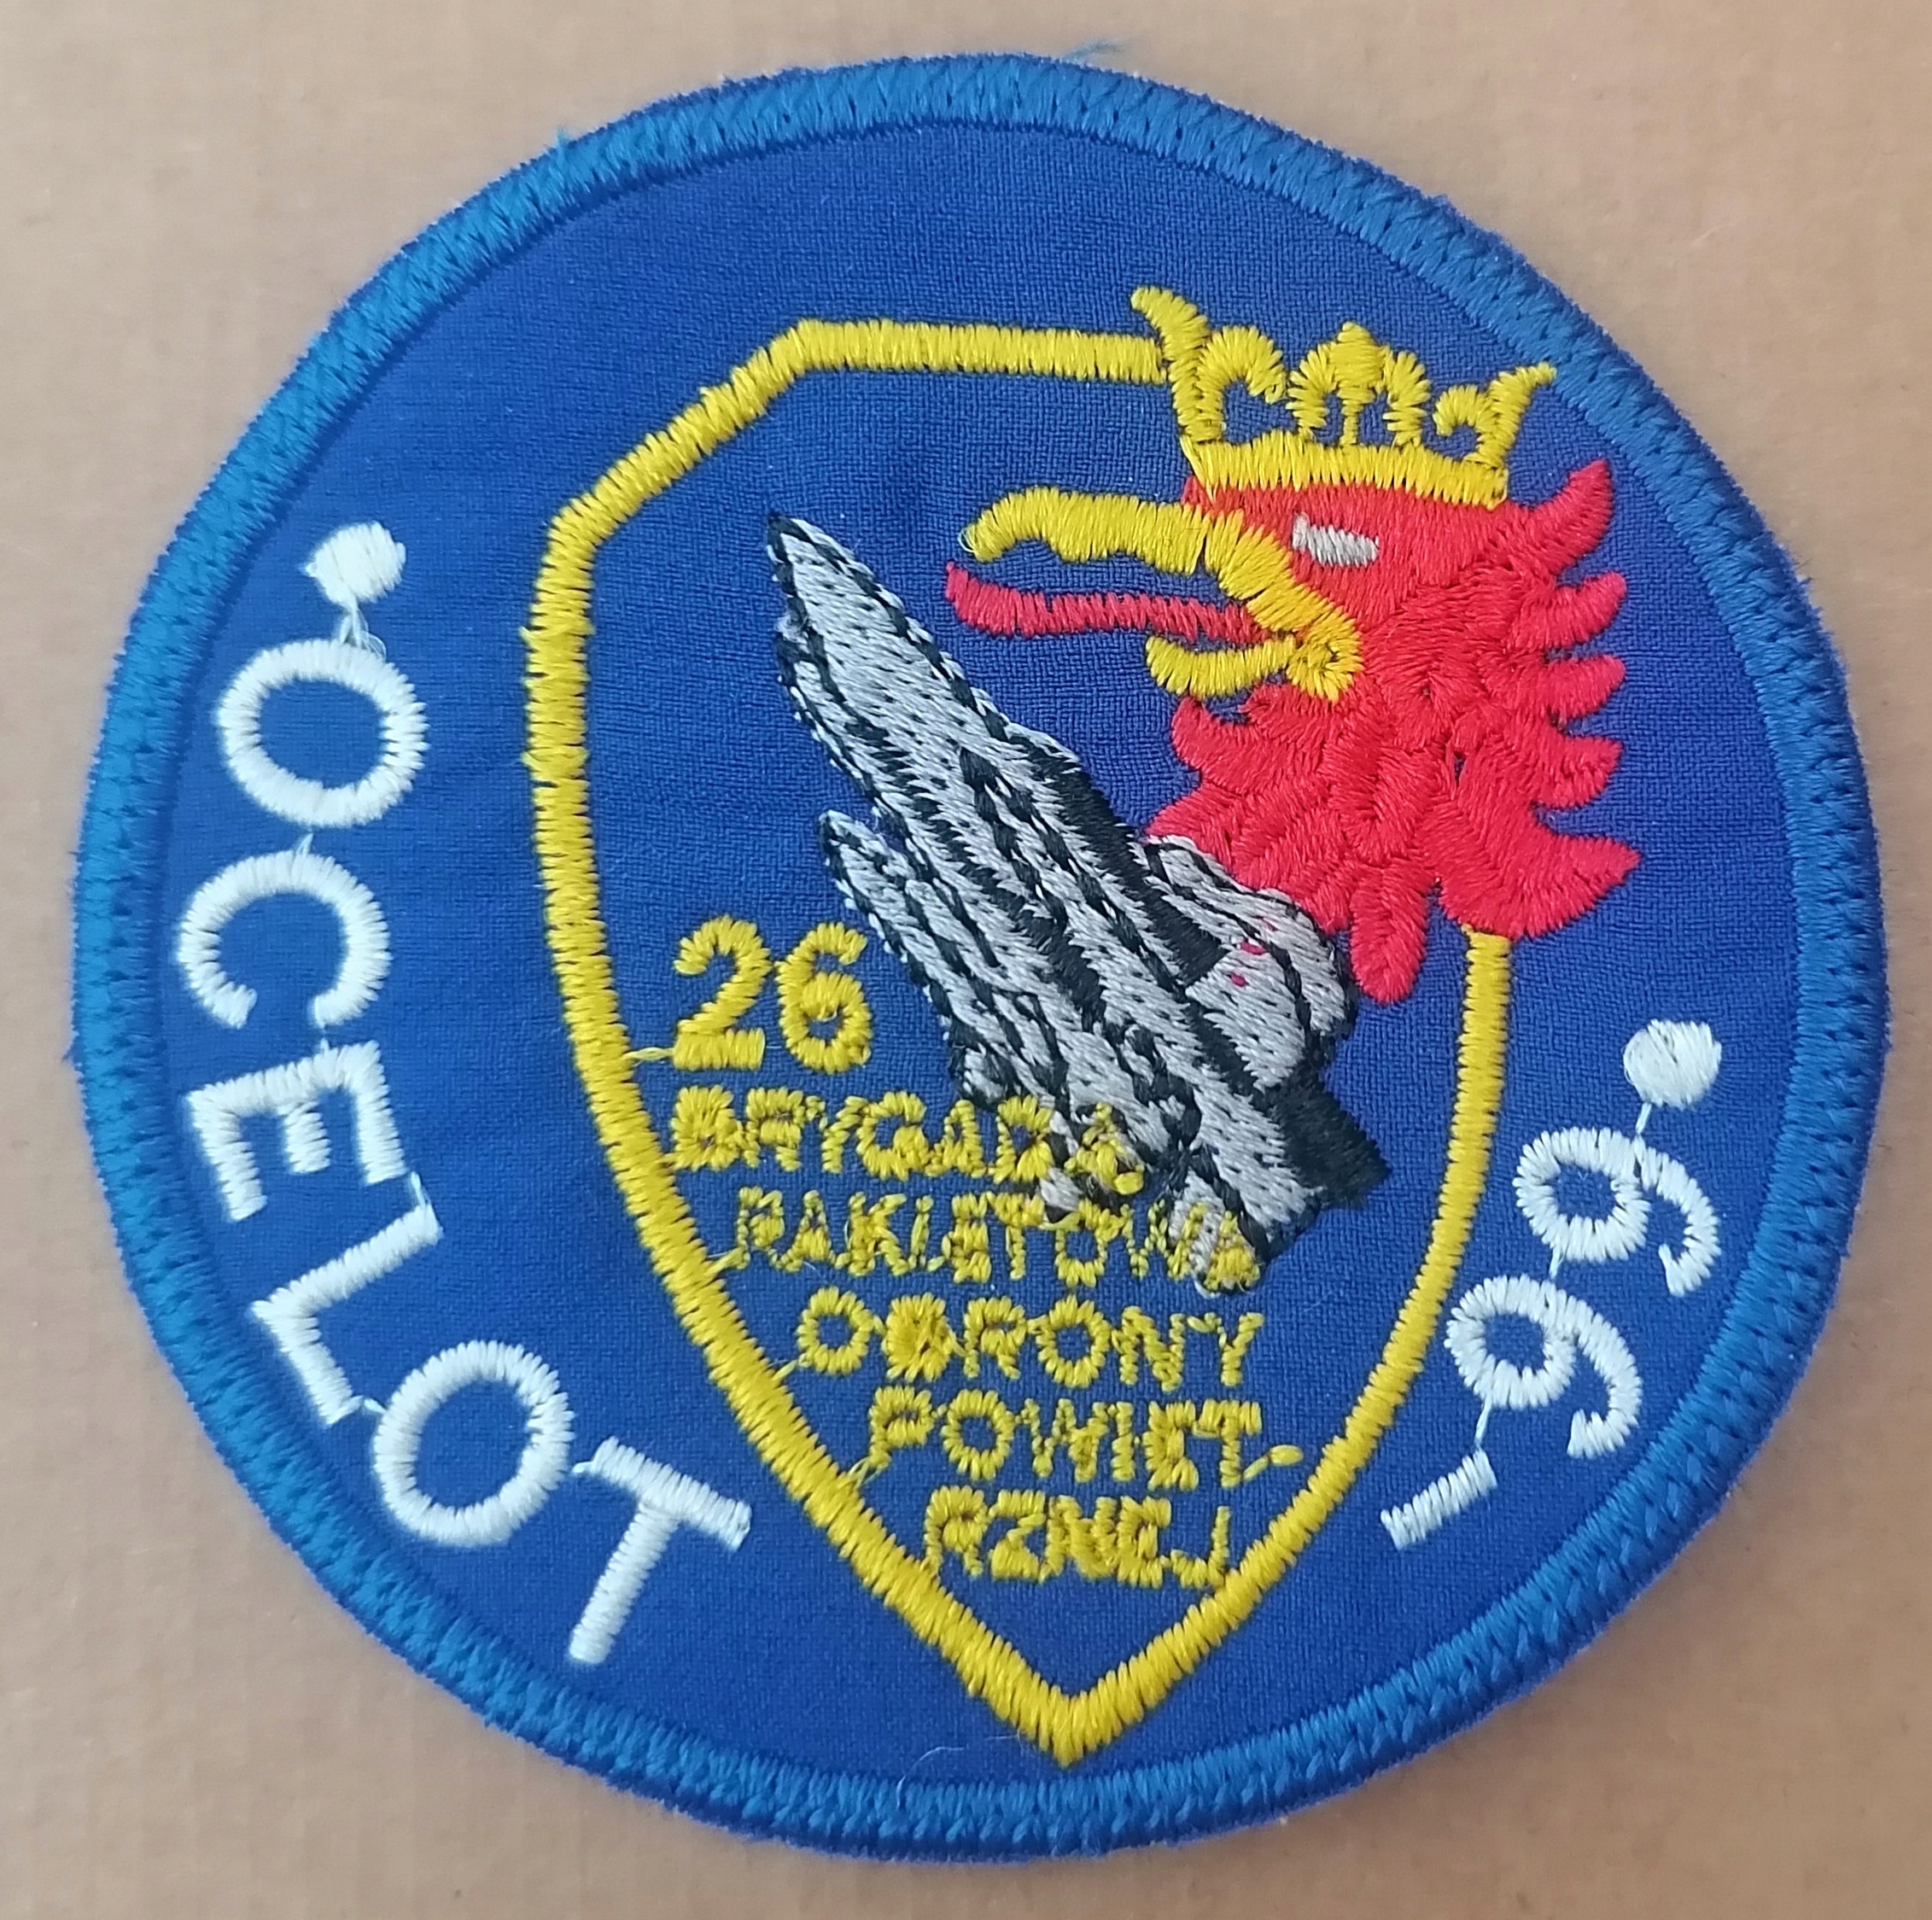 • OCELOT
-99 •
26
BRYGADA
RAKIETOWA
OBRONY
POWIET-
RZNEJ